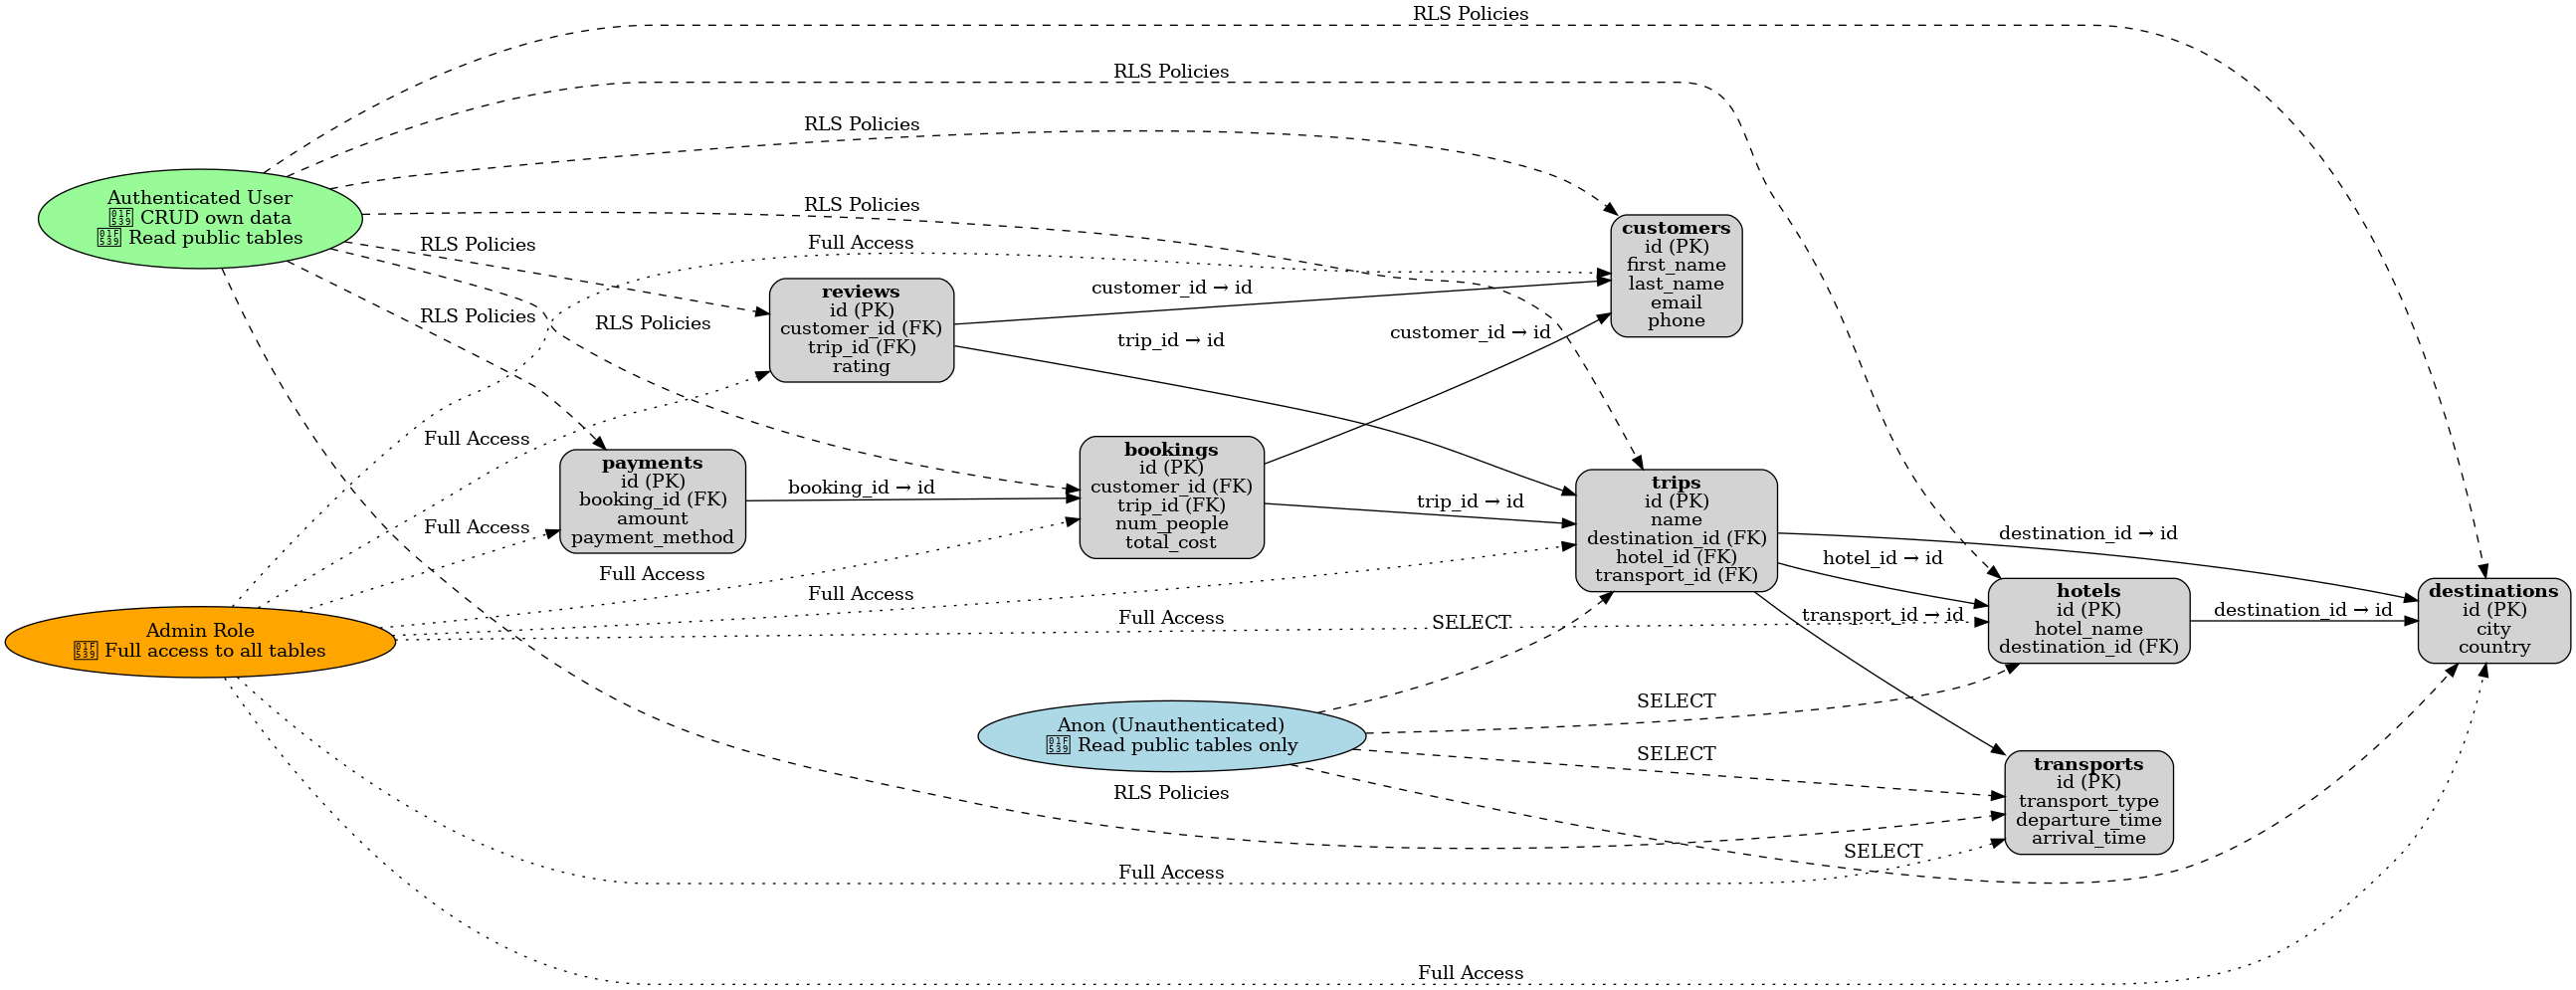 RLS Policies
RLS Policies
RLS Policies
RLS Policies
RLS Policies
RLS Policies
RLS Policies
RLS Policies
Authenticated User
01F539 CRUD own data
01F539 Read public tables
Full Access
Full Access
Full Access
Full Access
Full Access
Full Access
Full Access
Full Access
Admin Role
01F539 Full access to all tables
reviews
id (PK)
customer_id (FK)
trip_id (FK)
rating
customer_id → id
trip_id → id
customers
id (PK)
first_name
last_name
email
phone
payments
id (PK)
booking_id (FK)
amount
payment_method
booking_id → id
bookings
id (PK)
customer_id (FK)
trip_id (FK)
num_people
total_cost
customer_id → id
trip_id → id
trips
id (PK)
name
destination_id (FK)
hotel_id (FK)
transport_id (FK)
destination_id → id
hotel_id → id
transport_id → id
hotels
id (PK)
hotel_name
destination_id (FK)
destination_id → id
destinations
id (PK)
city
country
Anon (Unauthenticated)
01F539 Read public tables only
SELECT
SELECT
SELECT
SELECT
transports
id (PK)
transport_type
departure_time
arrival_time